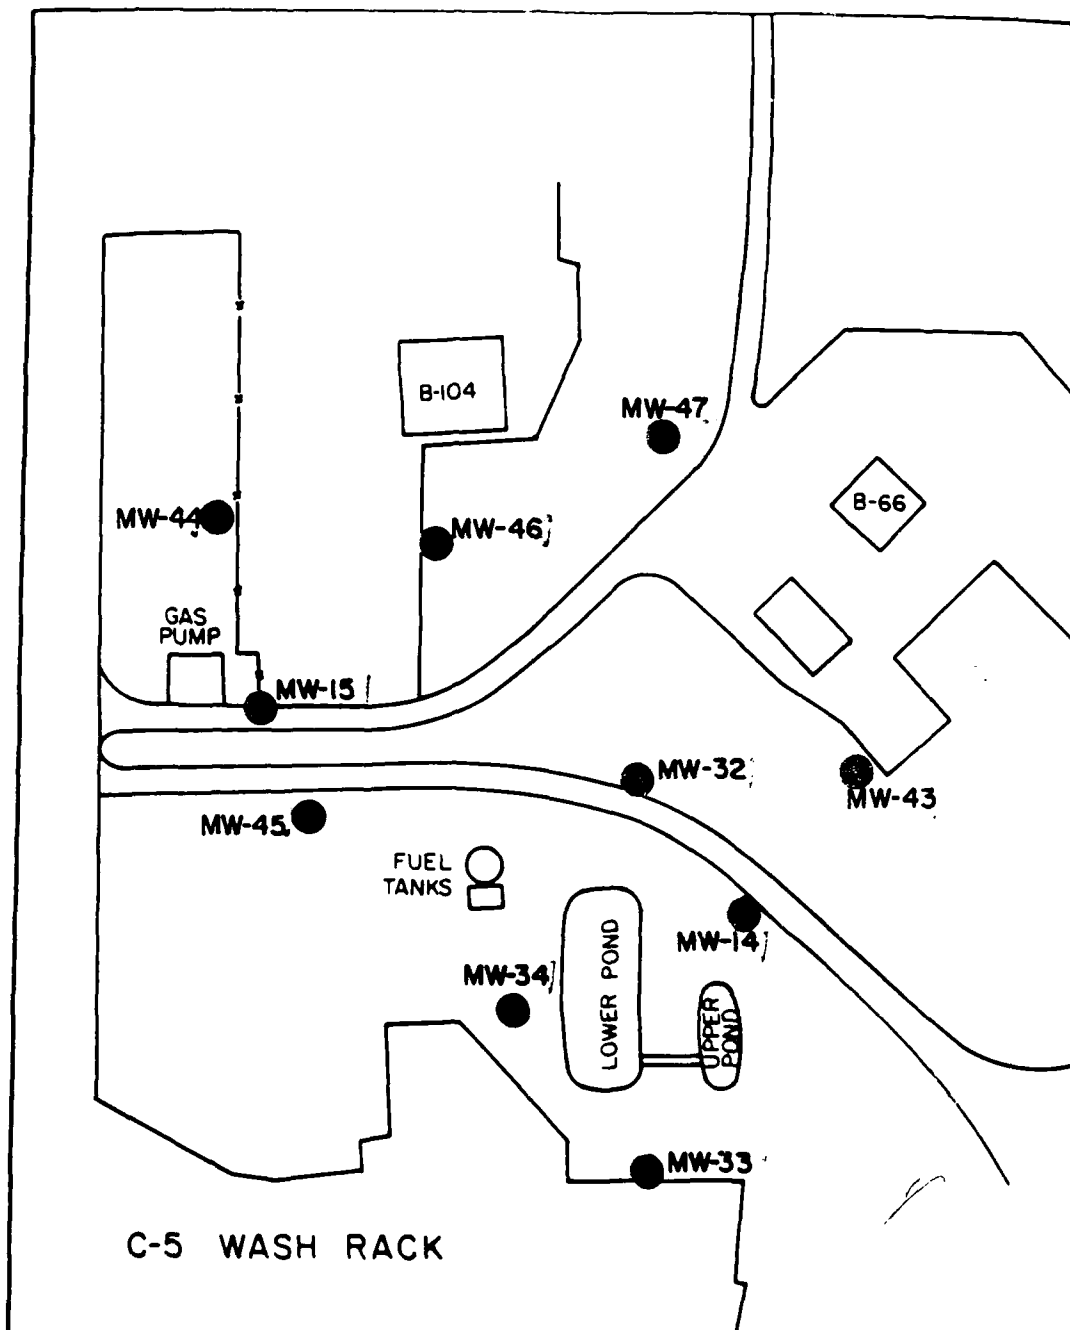 B-104
MW-47
B-66
MW-44
MW-46
GAS
PUMP
MW-15
MW-32
MW-43
MW-45
FUEL
TANKS
MW-14
MW-34
LOWER POND
UPPER
POND
MW-33
C-5 WASH RACK